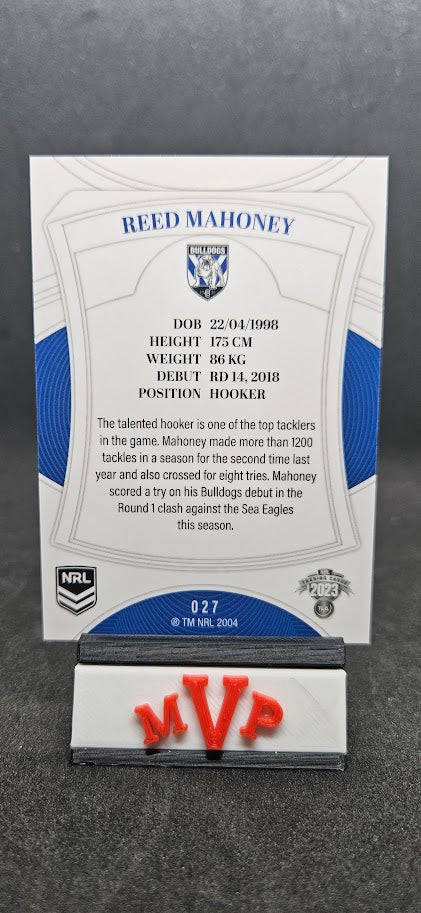 REED MAHONEY
BULLDOGS
DOB 22/04/1998
HEIGHT 175 CM
WEIGHT 86 KG
DEBUT RD 14, 2018
POSITION HOOKER
The talented hooker is one of the top tacklers
in the game. Mahoney made more than 1200
tackles in a season for the second time last
year and also crossed for eight tries. Mahoney
scored a try on his Bulldogs debut in the
Round 1 clash against the Sea Eagles
this season.
NRL
TRADING CARDS
2023
027
® TM NRL 2004
MVP